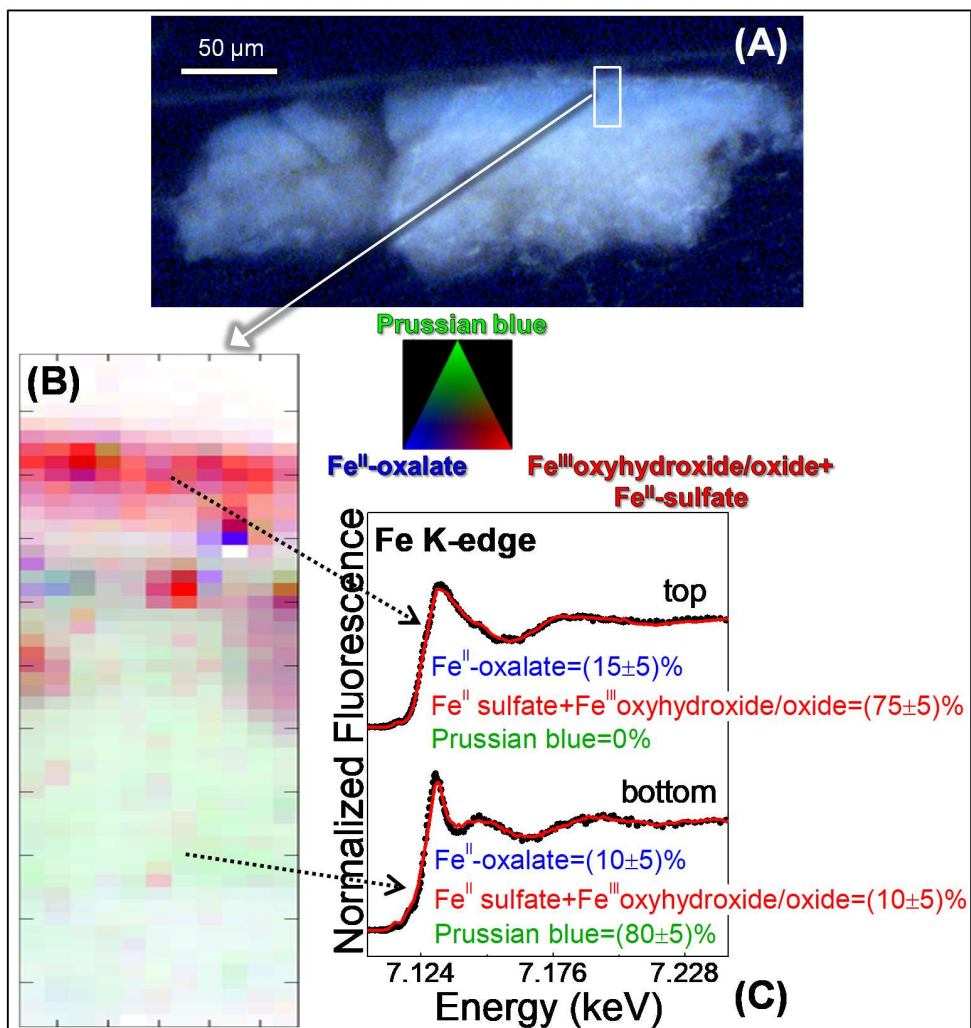 (A)
50 µm
Prussian blue
(B)
Fe^II-oxalate
Fe^III oxyhydroxide/oxide+
Fe^II-sulfate
Fe K-edge
top
Fe^II-oxalate=(15±5)%
Fe^II sulfate+Fe^III oxyhydroxide/oxide=(75±5)%
Prussian blue=0%
bottom
Fe^II-oxalate=(10±5)%
Fe^II sulfate+Fe^III oxyhydroxide/oxide=(10±5)%
Prussian blue=(80±5)%
Normalized Fluorescence
7.124 7.176 7.228
Energy (keV)
(C)